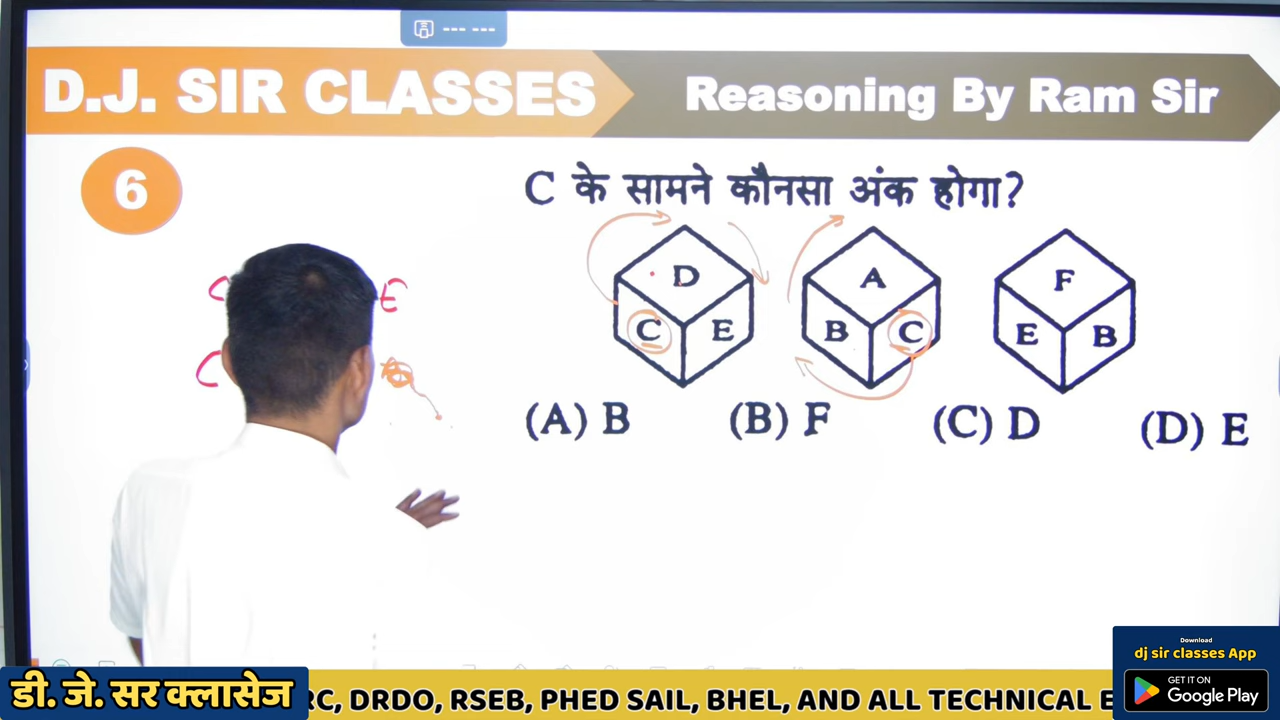 --- ---
D.J. SIR CLASSES
Reasoning By Ram Sir
6
C के सामने कौनसा अंक होगा?
D
C E
A
B C
F
E B
(A) B (B) F (C) D (D) E
C E
C
Download
dj sir classes App
GET IT ON
Google Play
डी. जे. सर क्लासेज
RC, DRDO, RSEB, PHED SAIL, BHEL, AND ALL TECHNICAL E